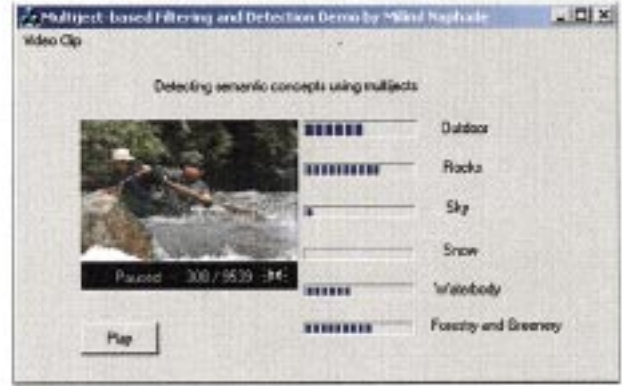 Multiject-based Filtering and Detection Demo by Milind Naphade
Video Clip
Detecting semantic concepts using multijects
Outdoor
Rocks
Sky
Snow
Paused 308 / 9539
Waterbody
Play
Forestry and Greenery